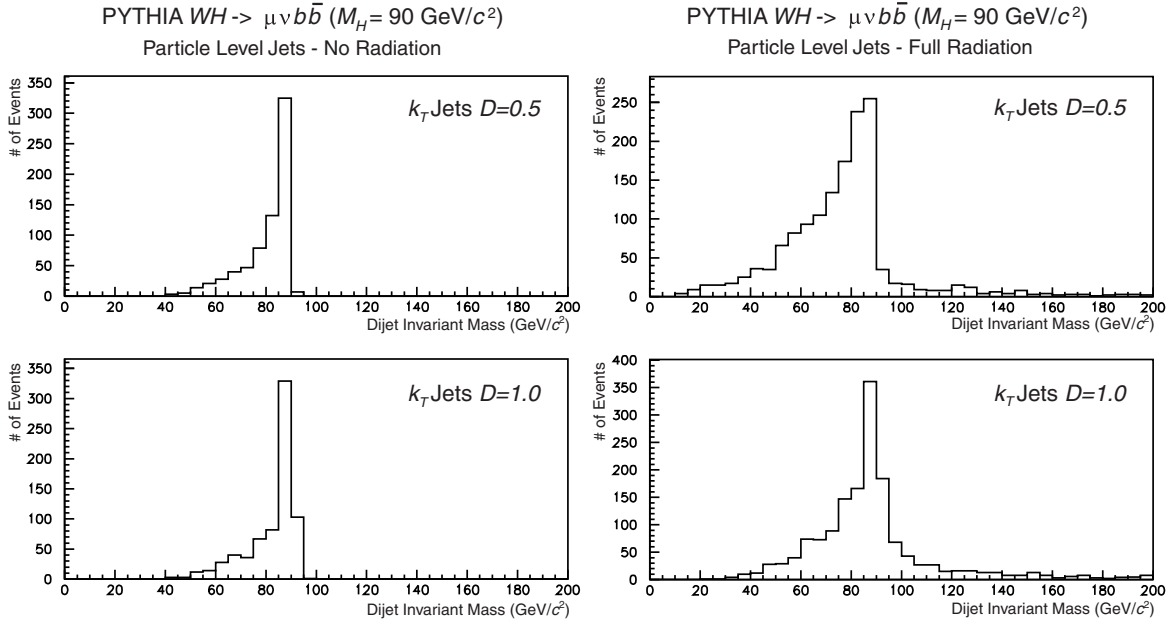 PYTHIA WH -> μνbb̄ (M_H = 90 GeV/c²)
Particle Level Jets - No Radiation
# of Events
350
300
250
200
150
100
50
0
k_T Jets D=0.5
0 20 40 60 80 100 120 140 160 180 200
Dijet Invariant Mass (GeV/c²)
PYTHIA WH -> μνbb̄ (M_H = 90 GeV/c²)
Particle Level Jets - Full Radiation
# of Events
250
200
150
100
50
0
k_T Jets D=0.5
0 20 40 60 80 100 120 140 160 180 200
Dijet Invariant Mass (GeV/c²)
# of Events
350
300
250
200
150
100
50
0
k_T Jets D=1.0
0 20 40 60 80 100 120 140 160 180 200
Dijet Invariant Mass (GeV/c²)
# of Events
400
350
300
250
200
150
100
50
0
k_T Jets D=1.0
0 20 40 60 80 100 120 140 160 180 200
Dijet Invariant Mass (GeV/c²)